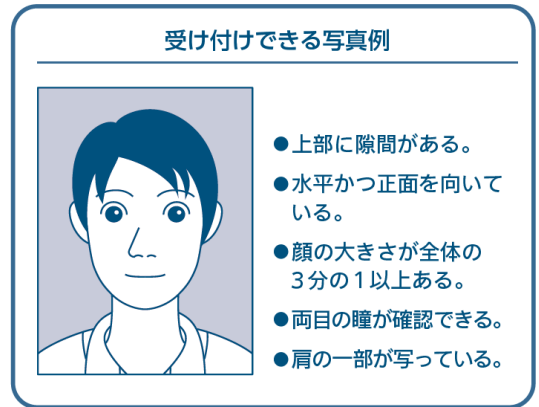 受け付けできる写真例
●上部に隙間がある。
●水平かつ正面を向いて
いる。
●顔の大きさが全体の
３分の１以上ある。
●両目の瞳が確認できる。
●肩の一部が写っている。